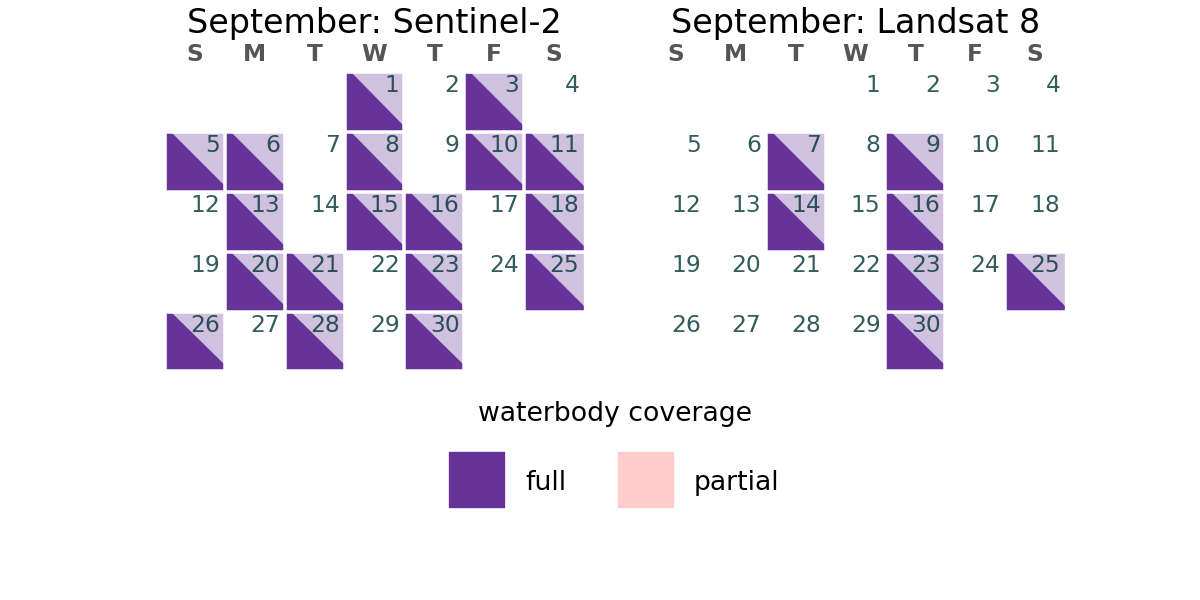 September: Sentinel-2
S M T W T F S
1 2 3 4
5 6 7 8 9 10 11
12 13 14 15 16 17 18
19 20 21 22 23 24 25
26 27 28 29 30
September: Landsat 8
S M T W T F S
1 2 3 4
5 6 7 8 9 10 11
12 13 14 15 16 17 18
19 20 21 22 23 24 25
26 27 28 29 30
waterbody coverage
full partial